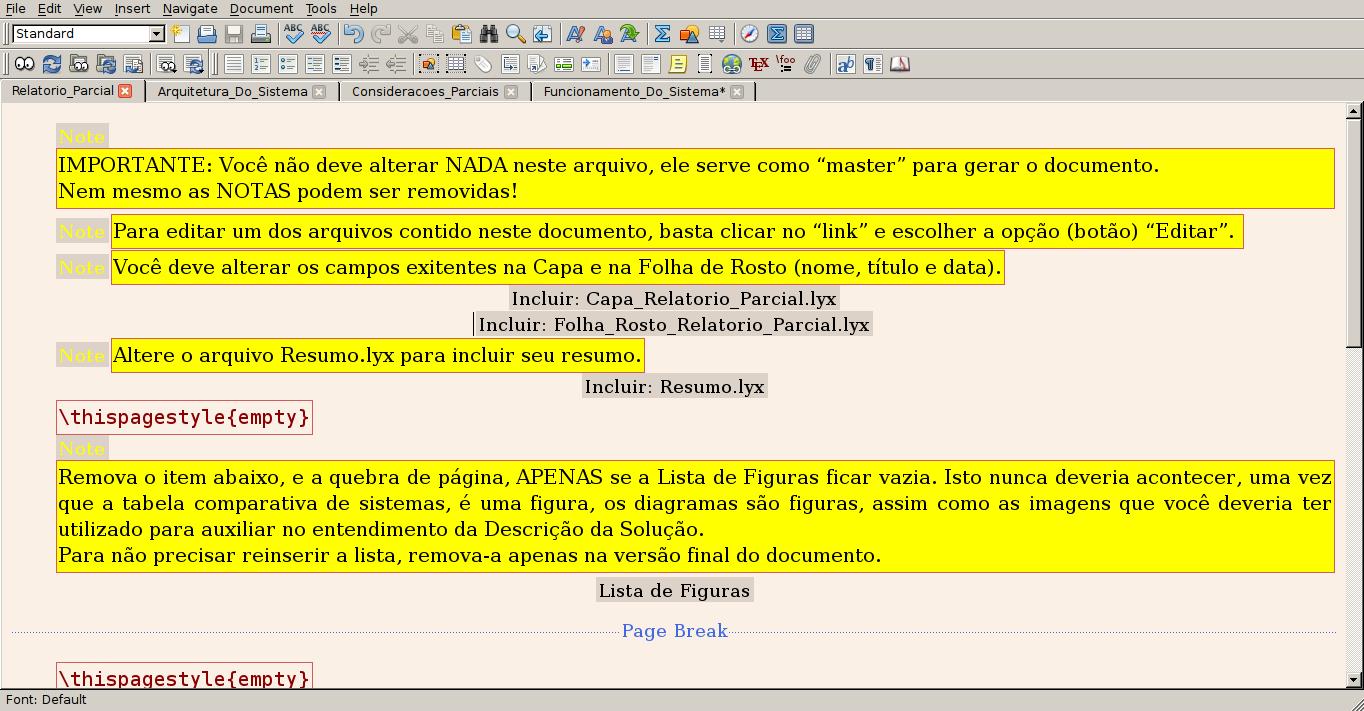 File Edit View Insert Navigate Document Tools Help
Standard
ABC ABC
TEX \foo ab
Relatorio_Parcial Arquitetura_Do_Sistema Consideracoes_Parciais Funcionamento_Do_Sistema*
Note
IMPORTANTE: Você não deve alterar NADA neste arquivo, ele serve como “master” para gerar o documento.
Nem mesmo as NOTAS podem ser removidas!
Note Para editar um dos arquivos contido neste documento, basta clicar no “link” e escolher a opção (botão) “Editar”.
Note Você deve alterar os campos exitentes na Capa e na Folha de Rosto (nome, título e data).
Incluir: Capa_Relatorio_Parcial.lyx
Incluir: Folha_Rosto_Relatorio_Parcial.lyx
Note Altere o arquivo Resumo.lyx para incluir seu resumo.
Incluir: Resumo.lyx
\thispagestyle{empty}
Note
Remova o item abaixo, e a quebra de página, APENAS se a Lista de Figuras ficar vazia. Isto nunca deveria acontecer, uma vez
que a tabela comparativa de sistemas, é uma figura, os diagramas são figuras, assim como as imagens que você deveria ter
utilizado para auxiliar no entendimento da Descrição da Solução.
Para não precisar reinserir a lista, remova-a apenas na versão final do documento.
Lista de Figuras
Page Break
\thispagestyle{empty}
Font: Default